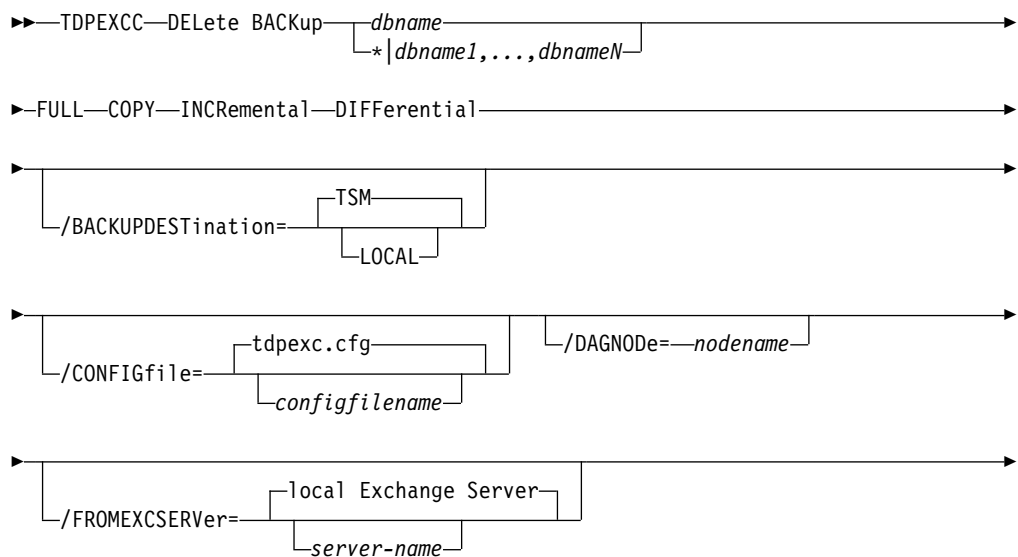 TDPEXCC DELete BACKup dbname
*|dbname1,...,dbnameN
FULL COPY INCRemental DIFFerential
TSM
/BACKUPDESTination=
LOCAL
tdpexc.cfg
/DAGNODe= nodename
/CONFIGfile=
configfilename
local Exchange Server
/FROMEXCSERVer=
server-name